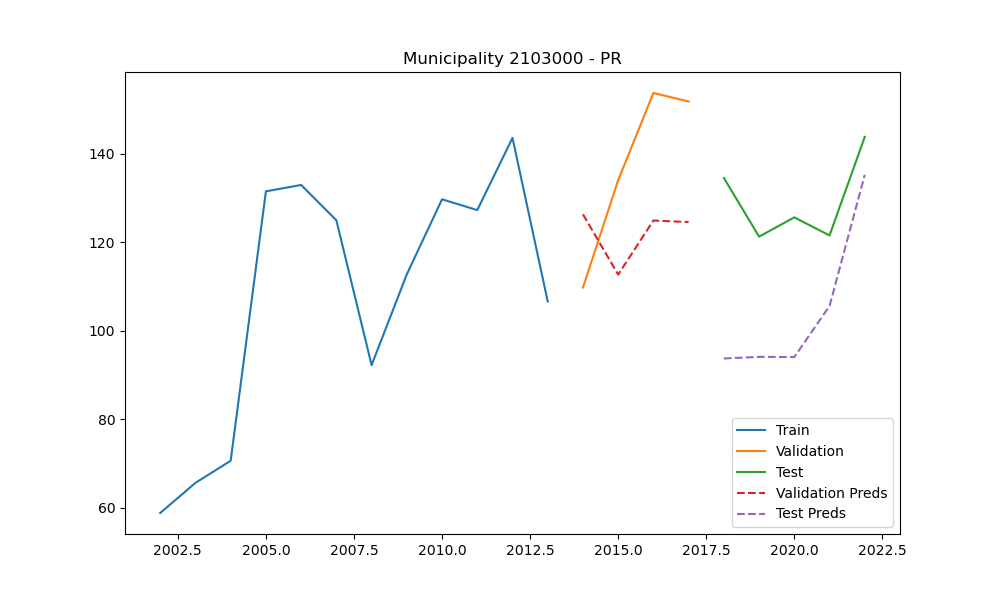 Municipality 2103000 - PR
140
120
100
80
60
2002.5 2005.0 2007.5 2010.0 2012.5 2015.0 2017.5 2020.0 2022.5
Train
Validation
Test
Validation Preds
Test Preds